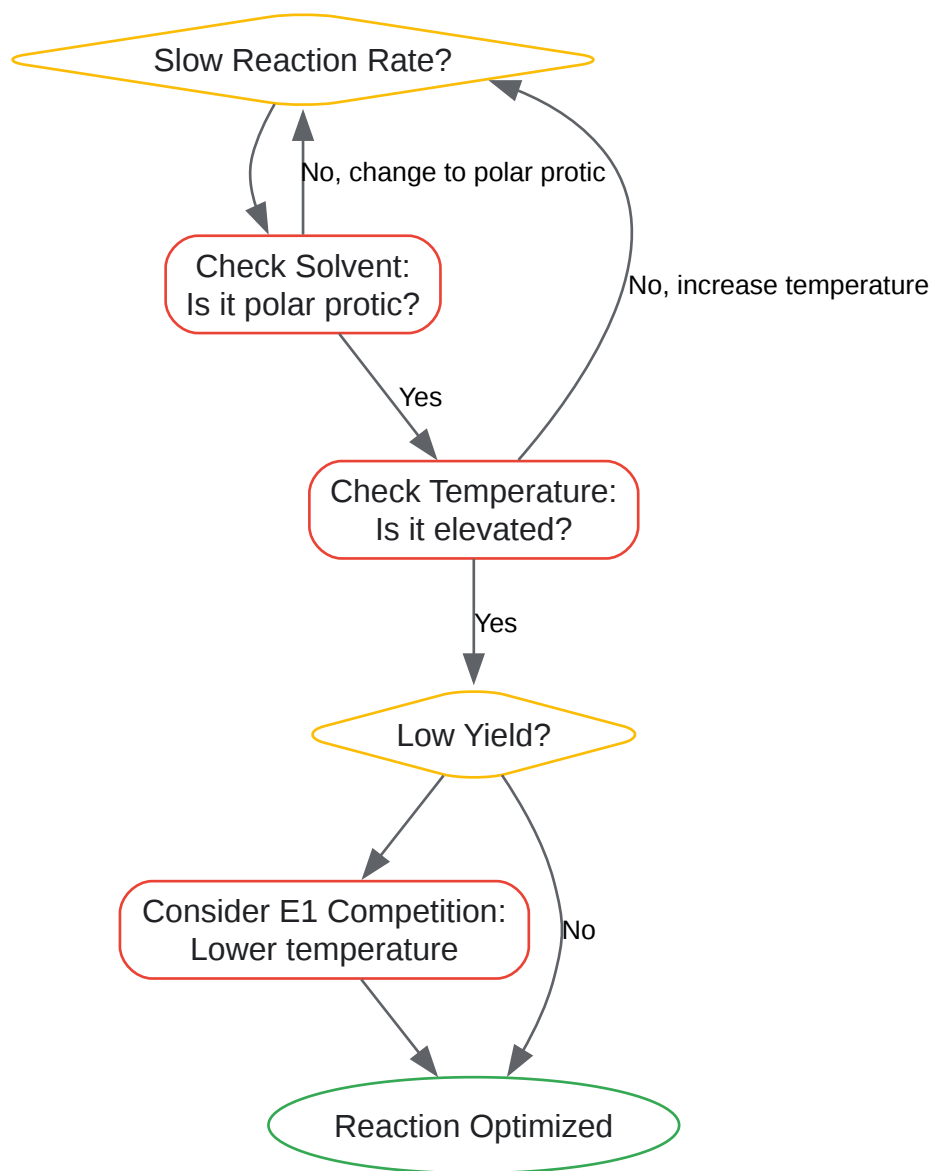 Slow Reaction Rate?
No, change to polar protic
Check Solvent:
Is it polar protic?
No, increase temperature
Yes
Check Temperature:
Is it elevated?
Yes
Low Yield?
Consider E1 Competition:
Lower temperature
No
Reaction Optimized